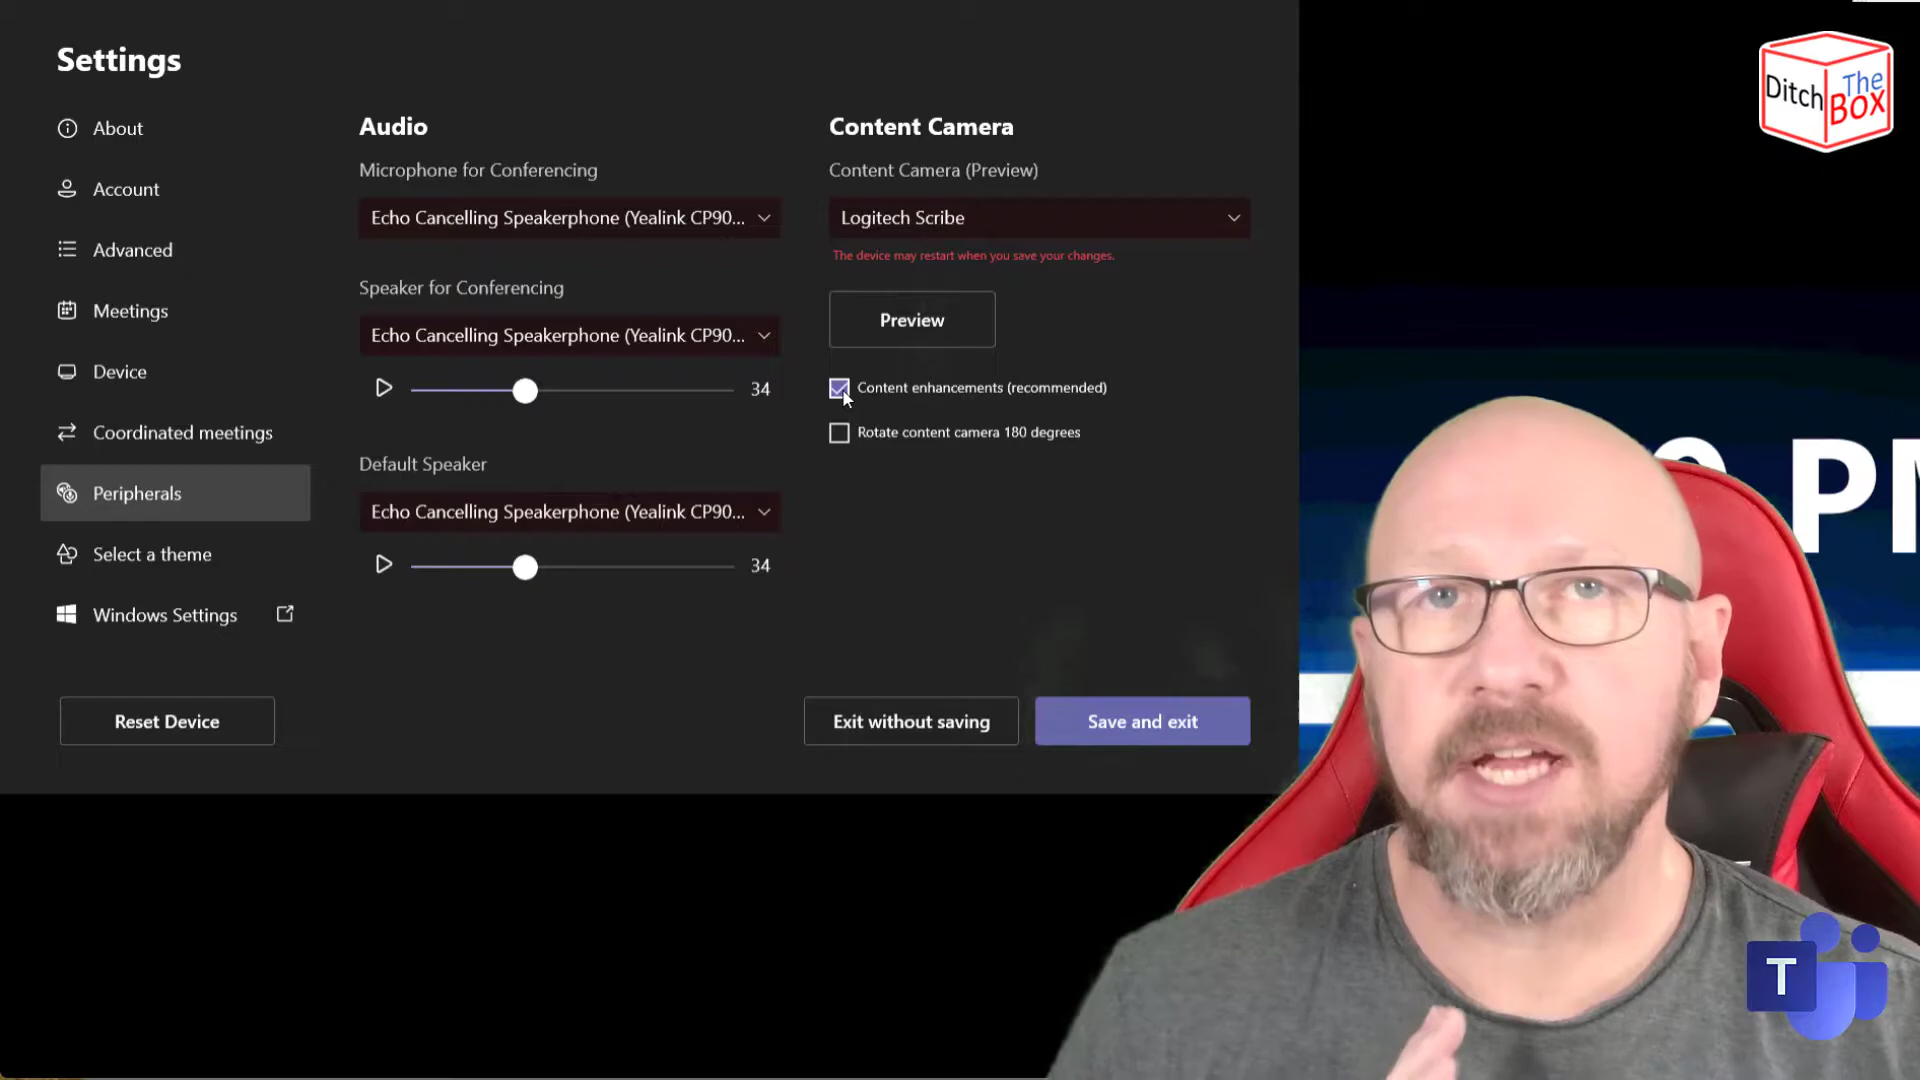 Settings
About
Account
Advanced
Meetings
Device
Coordinated meetings
Peripherals
Select a theme
Windows Settings
Reset Device
Audio
Microphone for Conferencing
Echo Cancelling Speakerphone (Yealink CP90...
Speaker for Conferencing
Echo Cancelling Speakerphone (Yealink CP90...
34
Default Speaker
Echo Cancelling Speakerphone (Yealink CP90...
34
Content Camera
Content Camera (Preview)
Logitech Scribe
The device may restart when you save your changes.
Preview
Content enhancements (recommended)
Rotate content camera 180 degrees
Exit without saving
Save and exit
Ditch
The
BOX
T